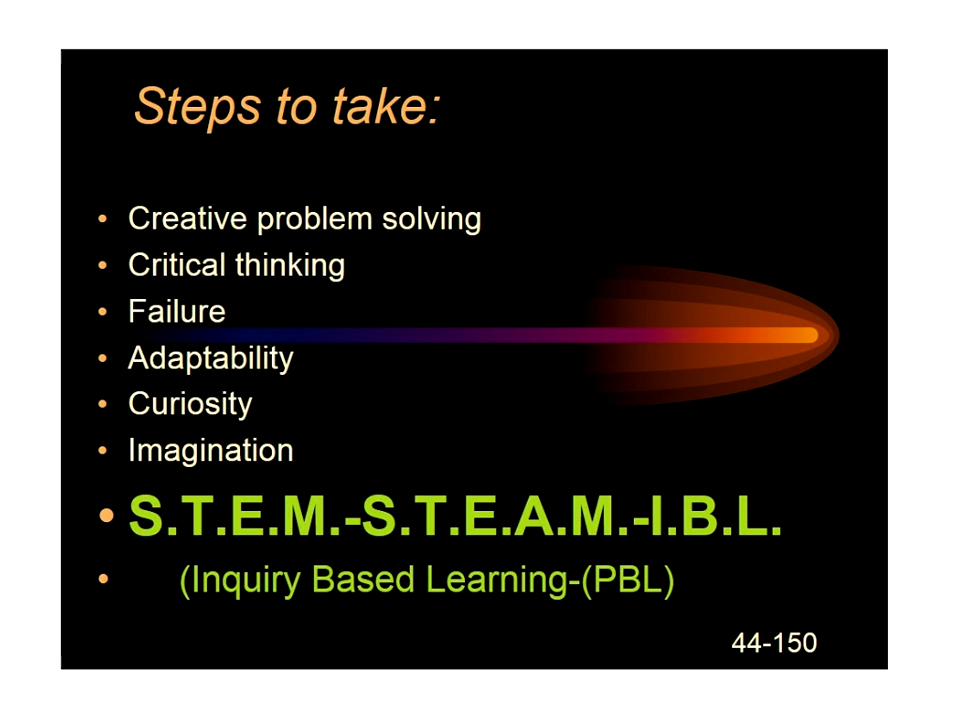 Steps to take:
• Creative problem solving
• Critical thinking
• Failure
• Adaptability
• Curiosity
• Imagination
• S.T.E.M.-S.T.E.A.M.-I.B.L.
• (Inquiry Based Learning-(PBL)
44-150